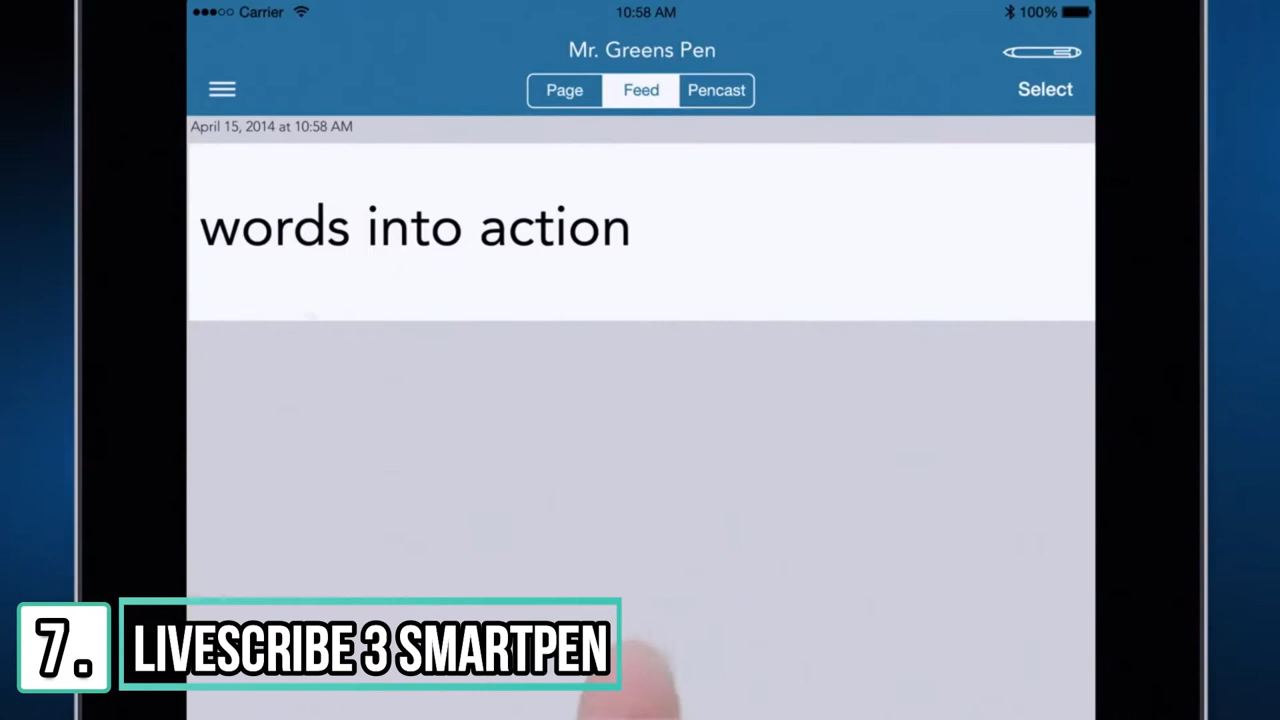 Carrier 10:58 AM 100%
Mr. Greens Pen
Page Feed Pencast Select
April 15, 2014 at 10:58 AM
words into action
7. LIVESCRIBE 3 SMARTPEN